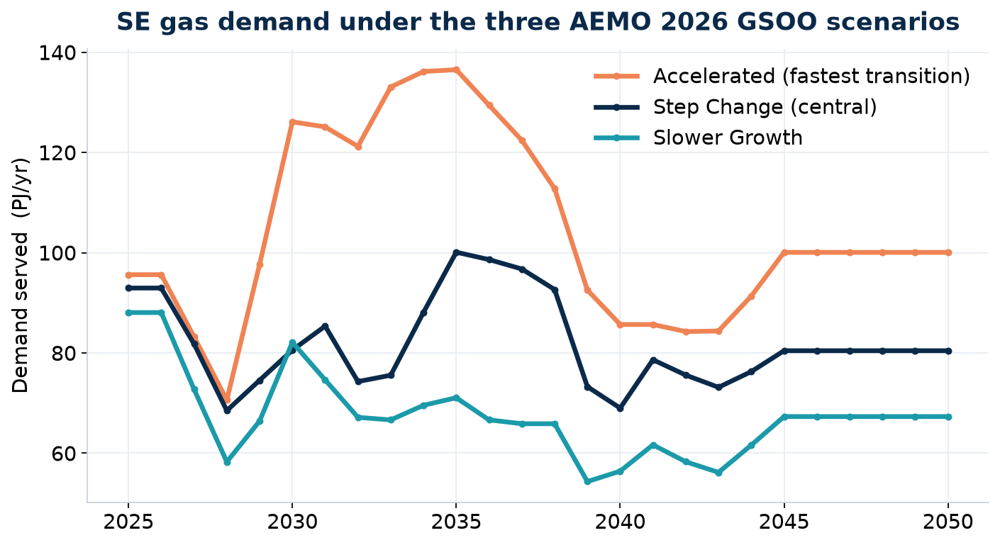 SE gas demand under the three AEMO 2026 GSOO scenarios
Demand served (PJ/yr)
140
120
100
80
60
Accelerated (fastest transition)
Step Change (central)
Slower Growth
2025
2030
2035
2040
2045
2050